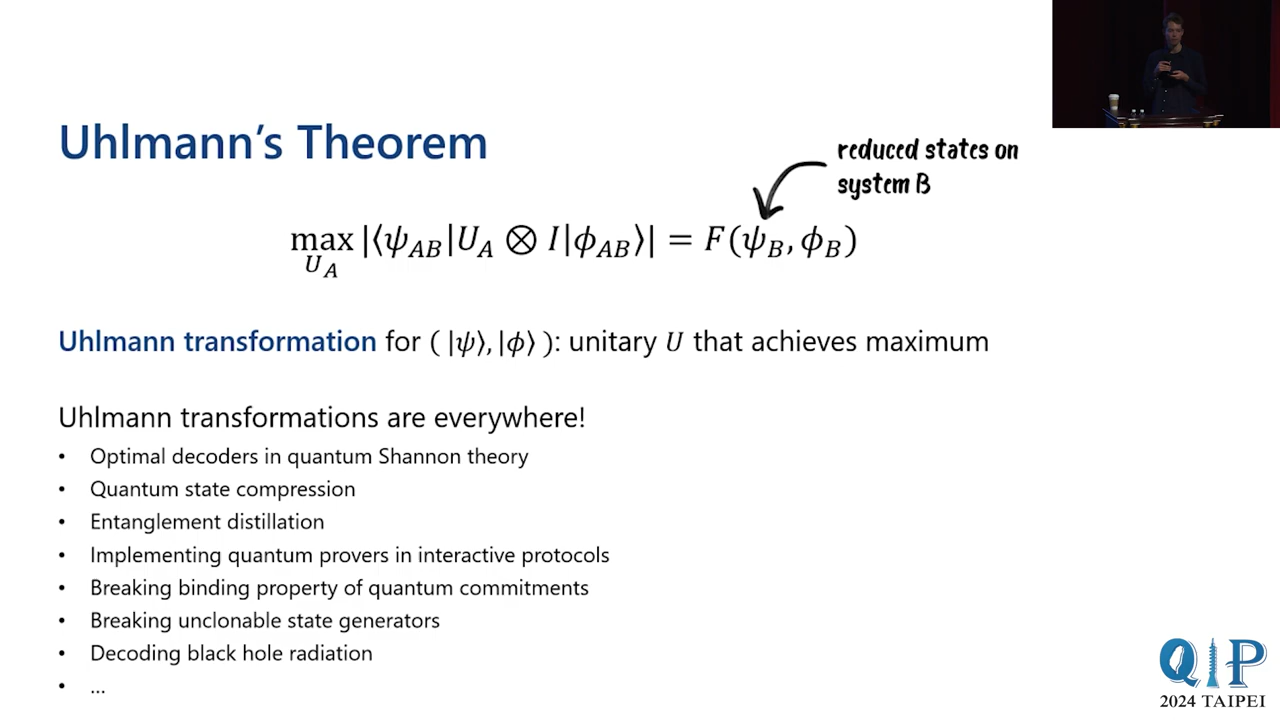 Uhlmann's Theorem
reduced states on
system B
max |⟨ψ_AB|U_A ⊗ I|ϕ_AB⟩| = F(ψ_B, ϕ_B)
U_A
Uhlmann transformation for ( |ψ⟩, |ϕ⟩ ): unitary U that achieves maximum
Uhlmann transformations are everywhere!
• Optimal decoders in quantum Shannon theory
• Quantum state compression
• Entanglement distillation
• Implementing quantum provers in interactive protocols
• Breaking binding property of quantum commitments
• Breaking unclonable state generators
• Decoding black hole radiation
• ...
QIP
2024 TAIPEI